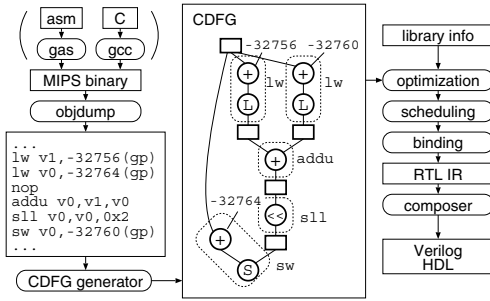 asm
C
gas
gcc
MIPS binary
objdump
...
lw v1,-32756(gp)
lw v0,-32764(gp)
nop
addu v0,v1,v0
sll v0,v0,0x2
sw v0,-32760(gp)
...
CDFG generator
CDFG
-32756
-32760
+
+
lw
lw
L
L
+
addu
-32764
<<
sll
+
S
sw
library info
optimization
scheduling
binding
RTL IR
composer
Verilog
HDL